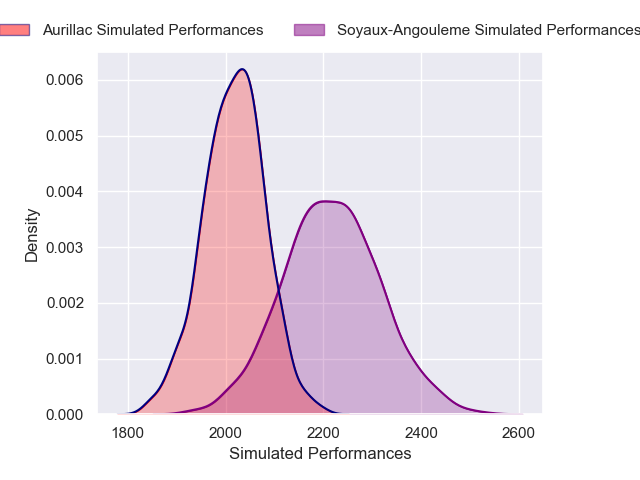 Aurillac Simulated Performances
Soyaux-Angouleme Simulated Performances
0.006
0.005
0.004
0.003
0.002
0.001
0.000
Density
1800 2000 2200 2400 2600
Simulated Performances